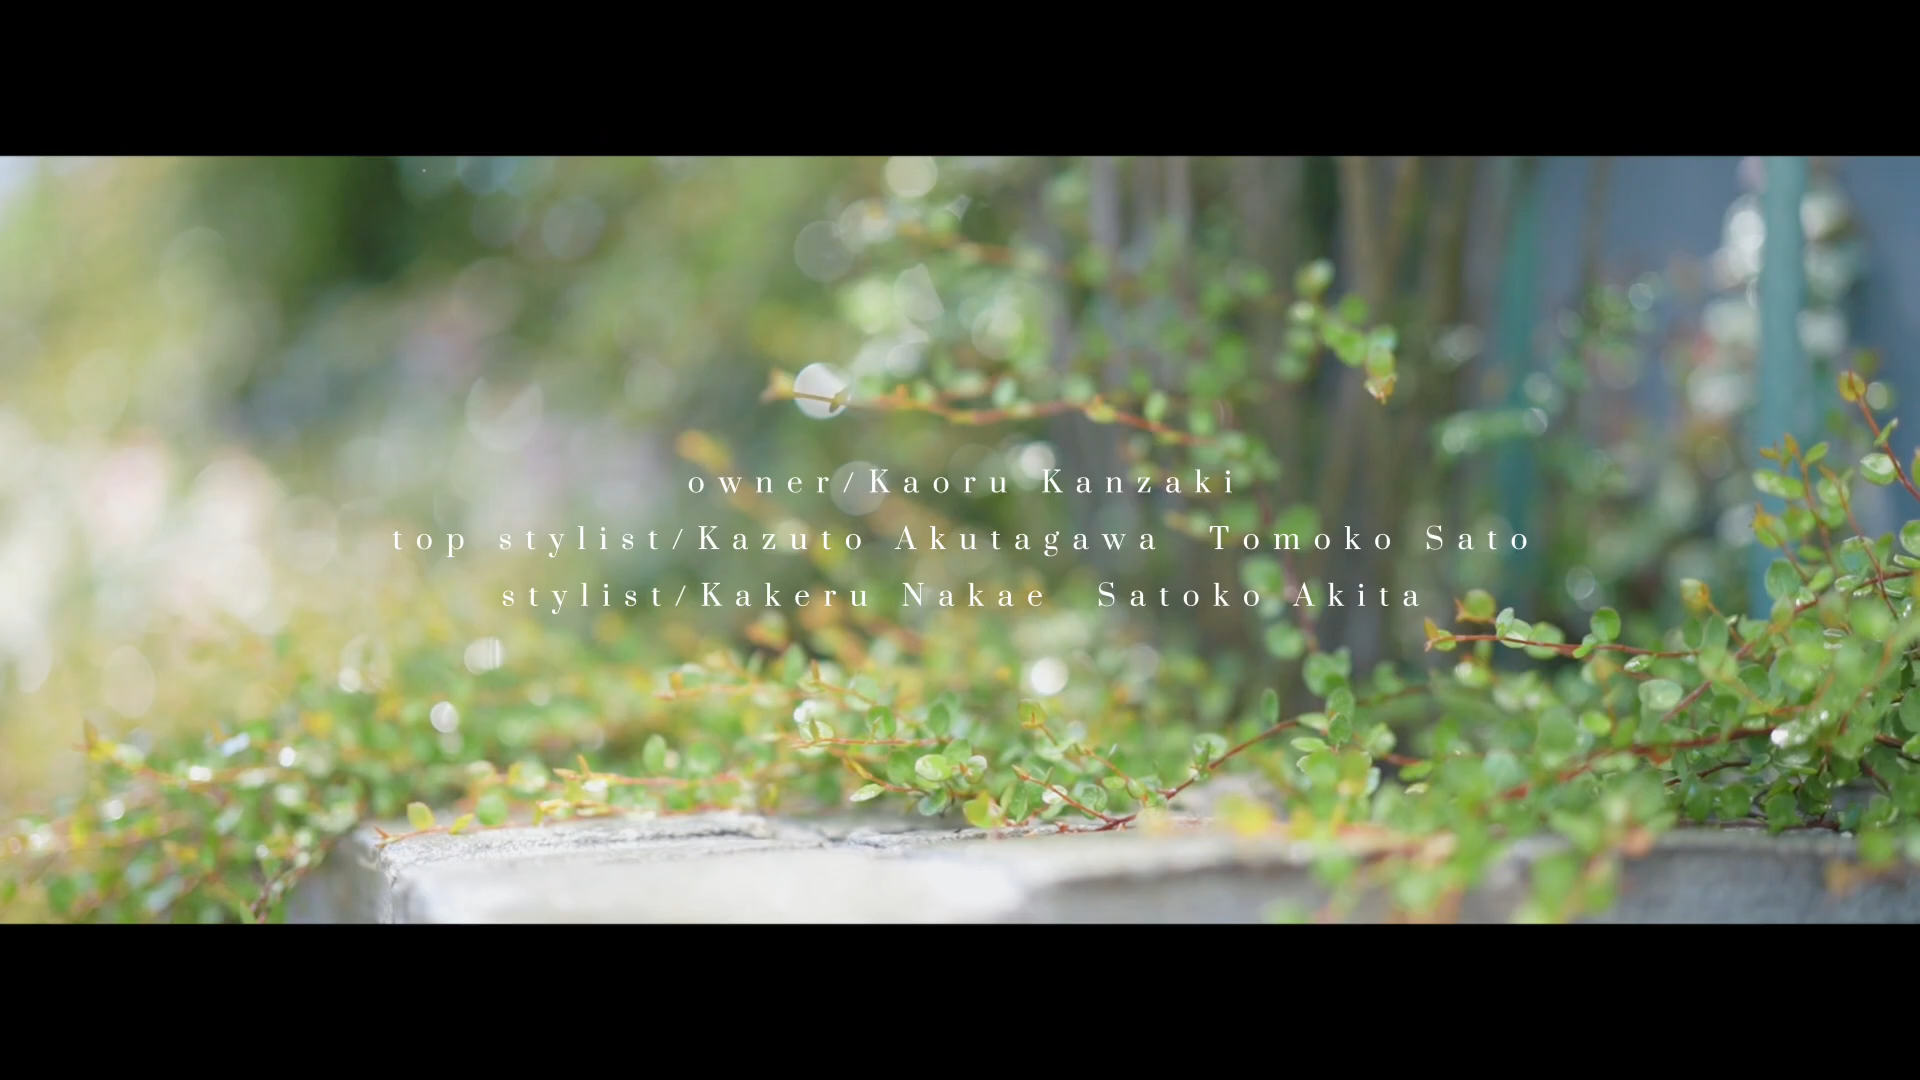 owner/Kaoru Kanzaki
top stylist/Kazuto Akutagawa　Tomoko Sato
stylist/Kakeru Nakae　Satoko Akita